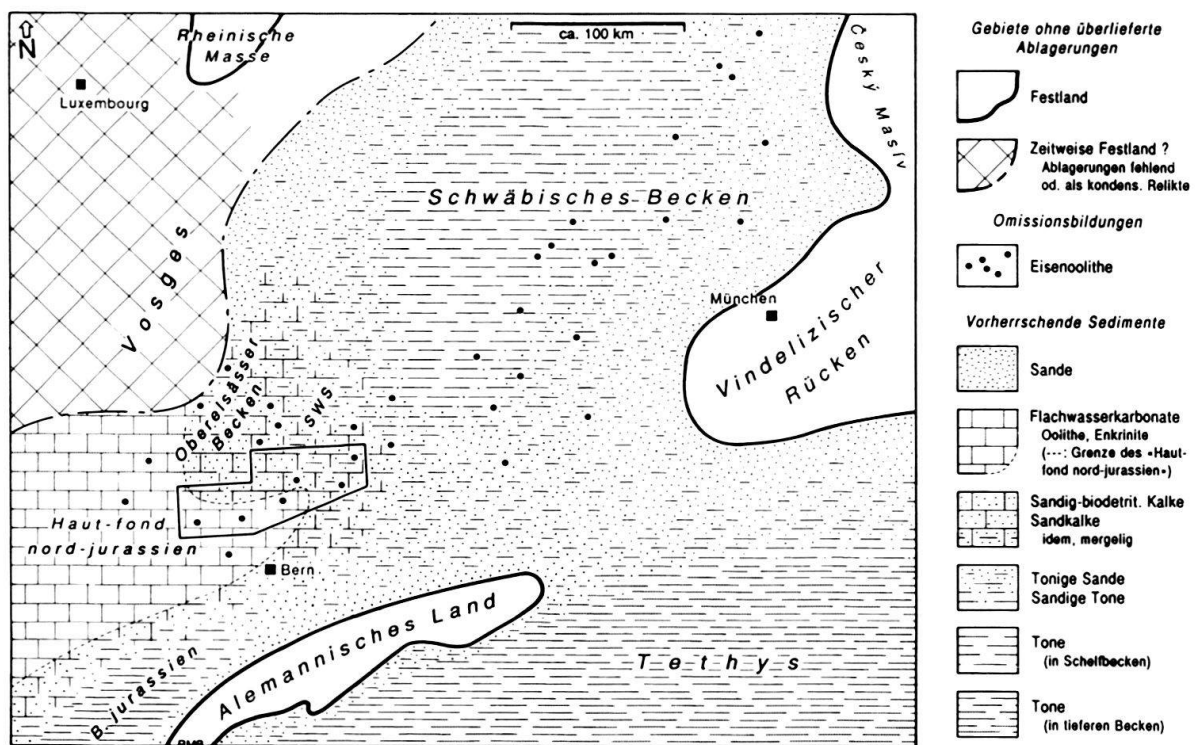 N
Rheinische
Masse
Luxembourg
ca. 100 km
Český Masív
Schwäbisches Becken
Vosges
München
Vindelizischer
Rücken
Oberelsässer
Becken
SWS
Haut-fond
nord-jurassien
Bern
Alemannisches Land
B. jurassien
Tethys
Gebiete ohne überlieferte
Ablagerungen
Festland
Zeitweise Festland ?
Ablagerungen fehlend
od. als kondens. Relikte
Omissionsbildungen
Eisenoolithe
Vorherrschende Sedimente
Sande
Flachwasserkarbonate
Oolithe, Enkrinite
(---: Grenze des «Haut-
fond nord-jurassien»)
Sandig-biodetrit. Kalke
Sandkalke
idem, mergelig
Tonige Sande
Sandige Tone
Tone
(in Schelfbecken)
Tone
(in tieferen Becken)